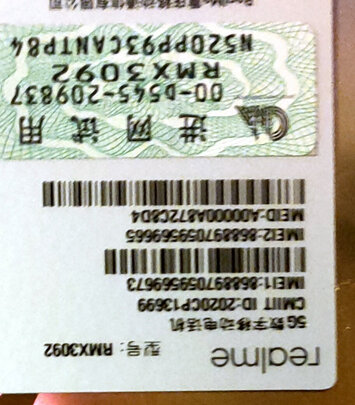 realme 型号: RMX3092
5G数字移动电话机
CMIIT ID:2020CP13699
IMEI1:868897059569673
IMEI2:868897059569665
MEID:A00000A872C8D4
进网试用
00-D545-209837
RMX3092
N520PP93CANTP84